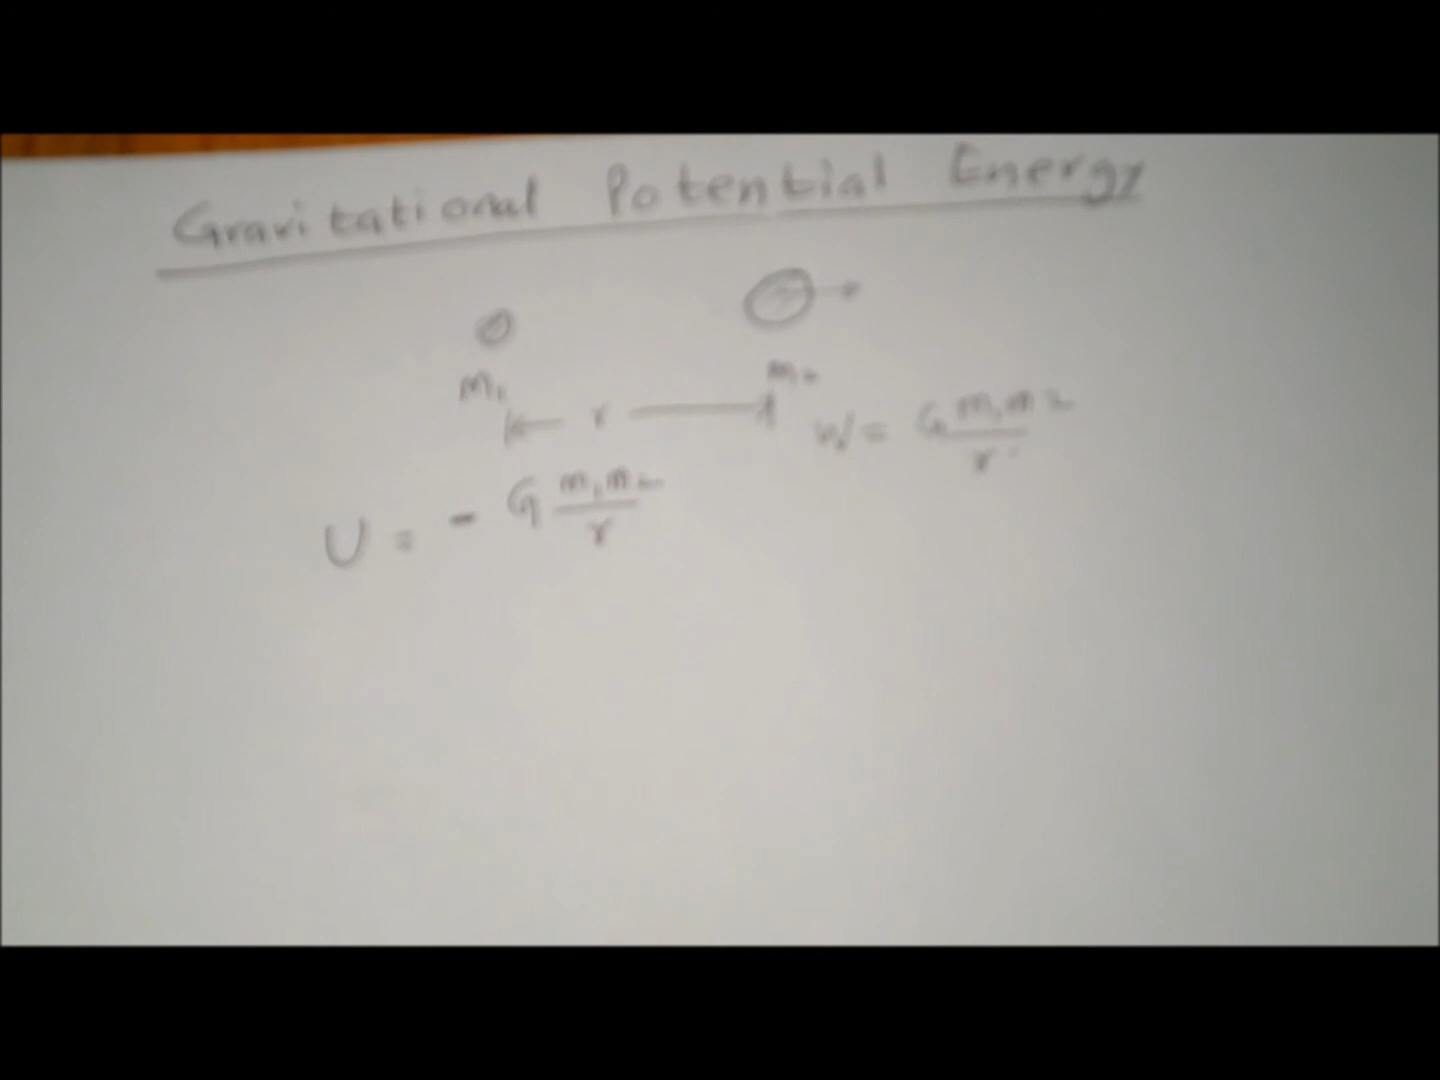 Gravitational Potential Energy
m₁ m₂
r
W = G m₁m₂ / r
U = - G m₁m₂ / r